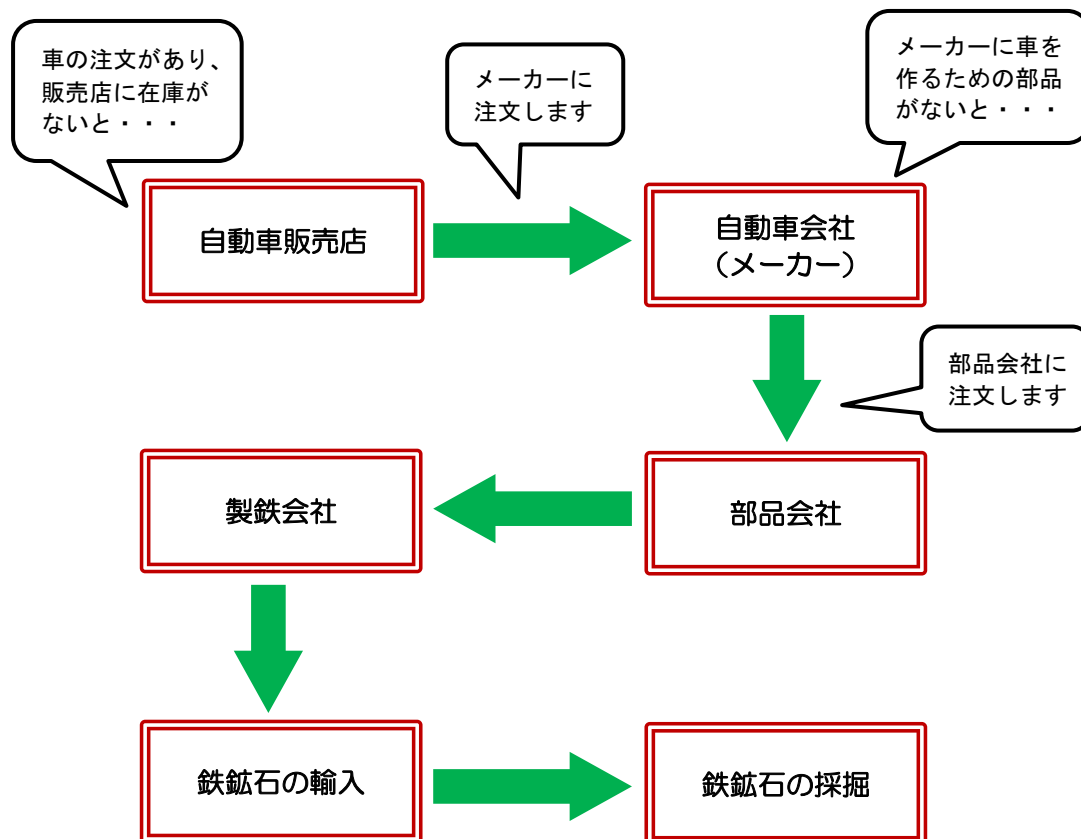 車の注文があり、
販売店に在庫が
ないと・・・
メーカーに
注文します
メーカーに車を
作るための部品
がないと・・・
自動車販売店
自動車会社
(メーカー)
部品会社に
注文します
製鉄会社
部品会社
鉄鉱石の輸入
鉄鉱石の採掘